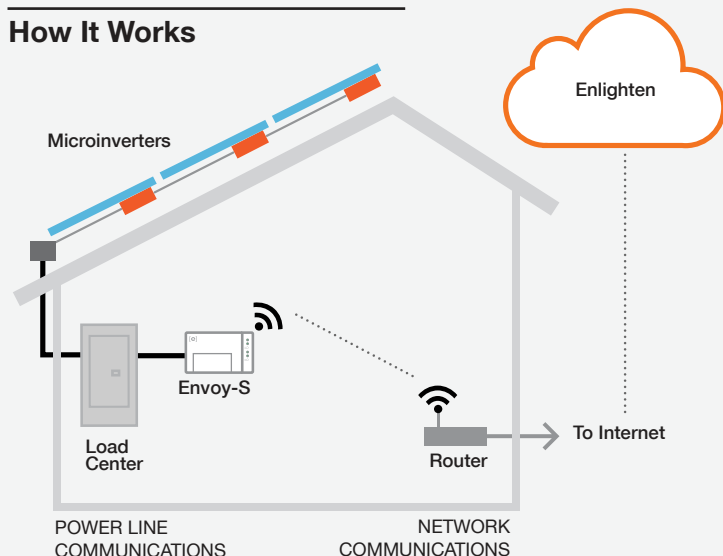 How It Works
Enlighten
Microinverters
Envoy-S
Load
Center
Router
To Internet
POWER LINE
COMMUNICATIONS
NETWORK
COMMUNICATIONS